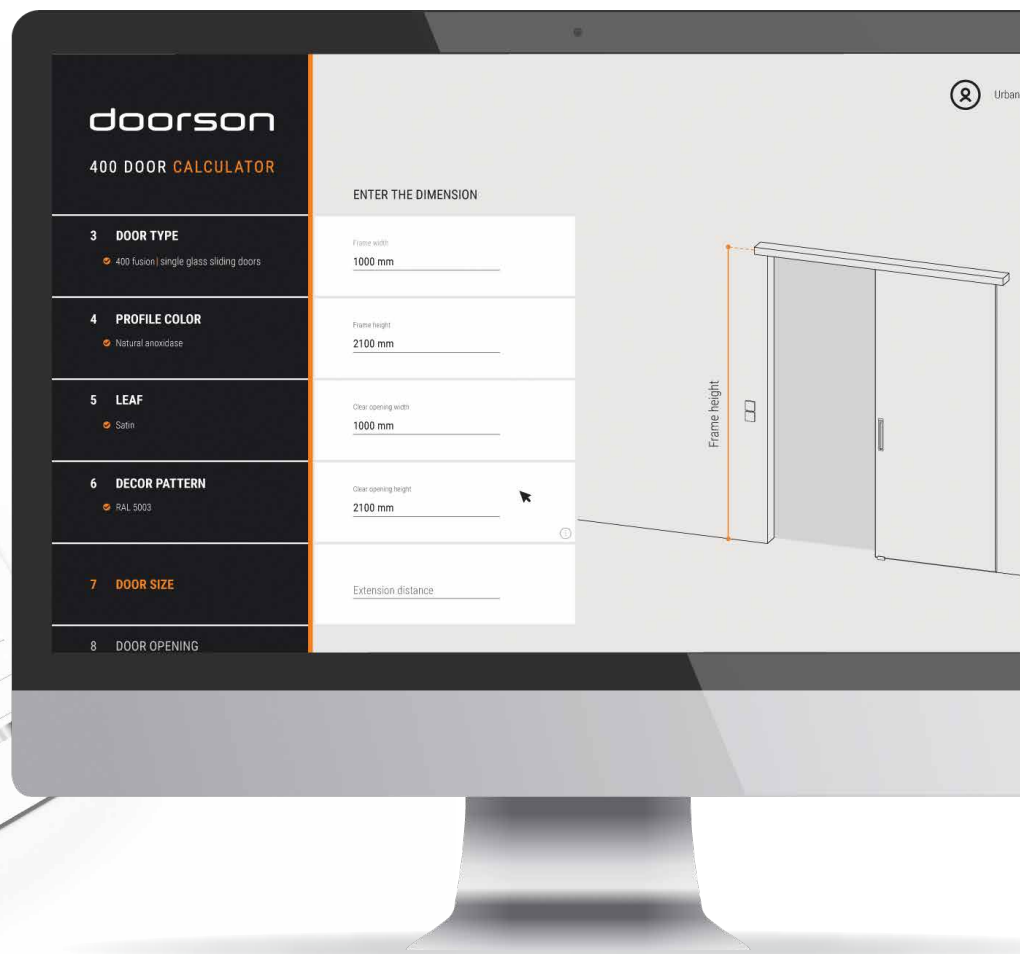 doorson
400 DOOR CALCULATOR
3 DOOR TYPE
400 fusion| single glass sliding doors
4 PROFILE COLOR
Natural anoxidase
5 LEAF
Satin
6 DECOR PATTERN
RAL 5003
7 DOOR SIZE
8 DOOR OPENING
ENTER THE DIMENSION
Frame width
1000 mm
Frame height
2100 mm
Clear opening width
1000 mm
Clear opening height
2100 mm
Extension distance
Frame height
Urban